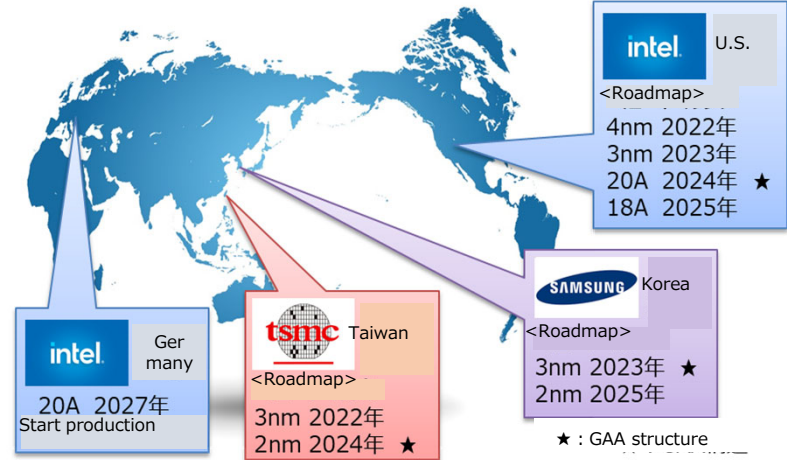 intel.
U.S.
<Roadmap>
4nm 2022年
3nm 2023年
20A 2024年 ★
18A 2025年
SAMSUNG
Korea
<Roadmap>
3nm 2023年 ★
2nm 2025年
intel.
Ger
many
20A 2027年
Start production
tsmc
Taiwan
<Roadmap>
3nm 2022年
2nm 2024年 ★
★ : GAA structure